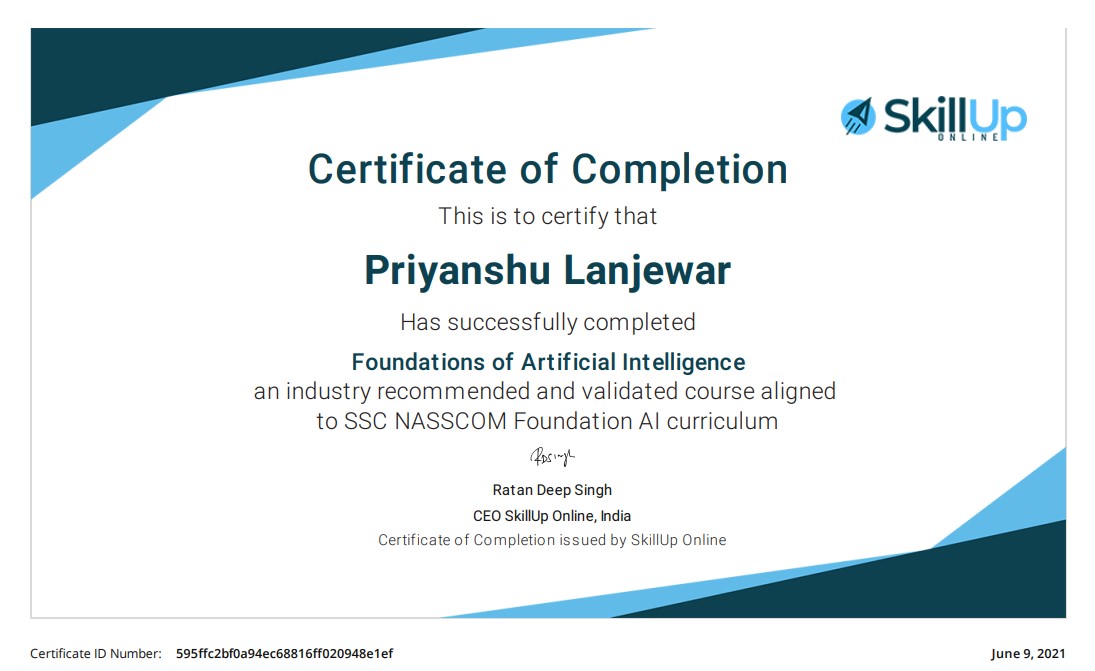 SkillUp
ONLINE
Certificate of Completion
This is to certify that
Priyanshu Lanjewar
Has successfully completed
Foundations of Artificial Intelligence
an industry recommended and validated course aligned
to SSC NASSCOM Foundation AI curriculum
RDSingh
Ratan Deep Singh
CEO SkillUp Online, India
Certificate of Completion issued by SkillUp Online
Certificate ID Number: 595ffc2bf0a94ec68816ff020948e1ef
June 9, 2021